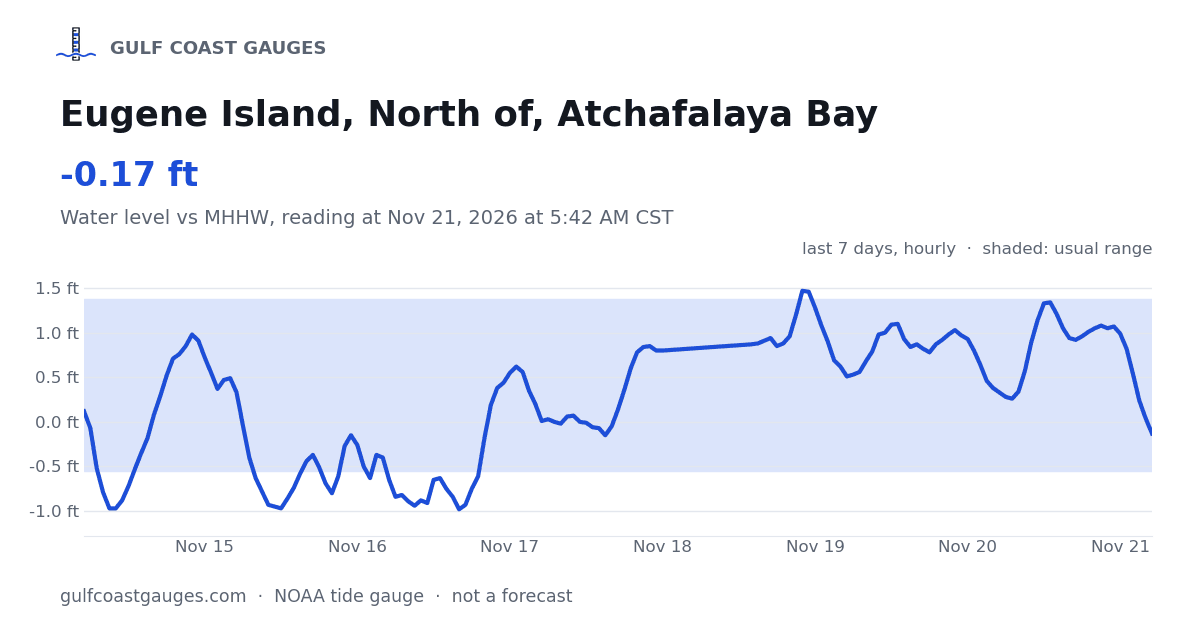 GULF COAST GAUGES
Eugene Island, North of, Atchafalaya Bay
-0.17 ft
Water level vs MHHW, reading at Nov 21, 2026 at 5:42 AM CST
last 7 days, hourly · shaded: usual range
1.5 ft
1.0 ft
0.5 ft
0.0 ft
-0.5 ft
-1.0 ft
Nov 15 Nov 16 Nov 17 Nov 18 Nov 19 Nov 20 Nov 21
gulfcoastgauges.com · NOAA tide gauge · not a forecast